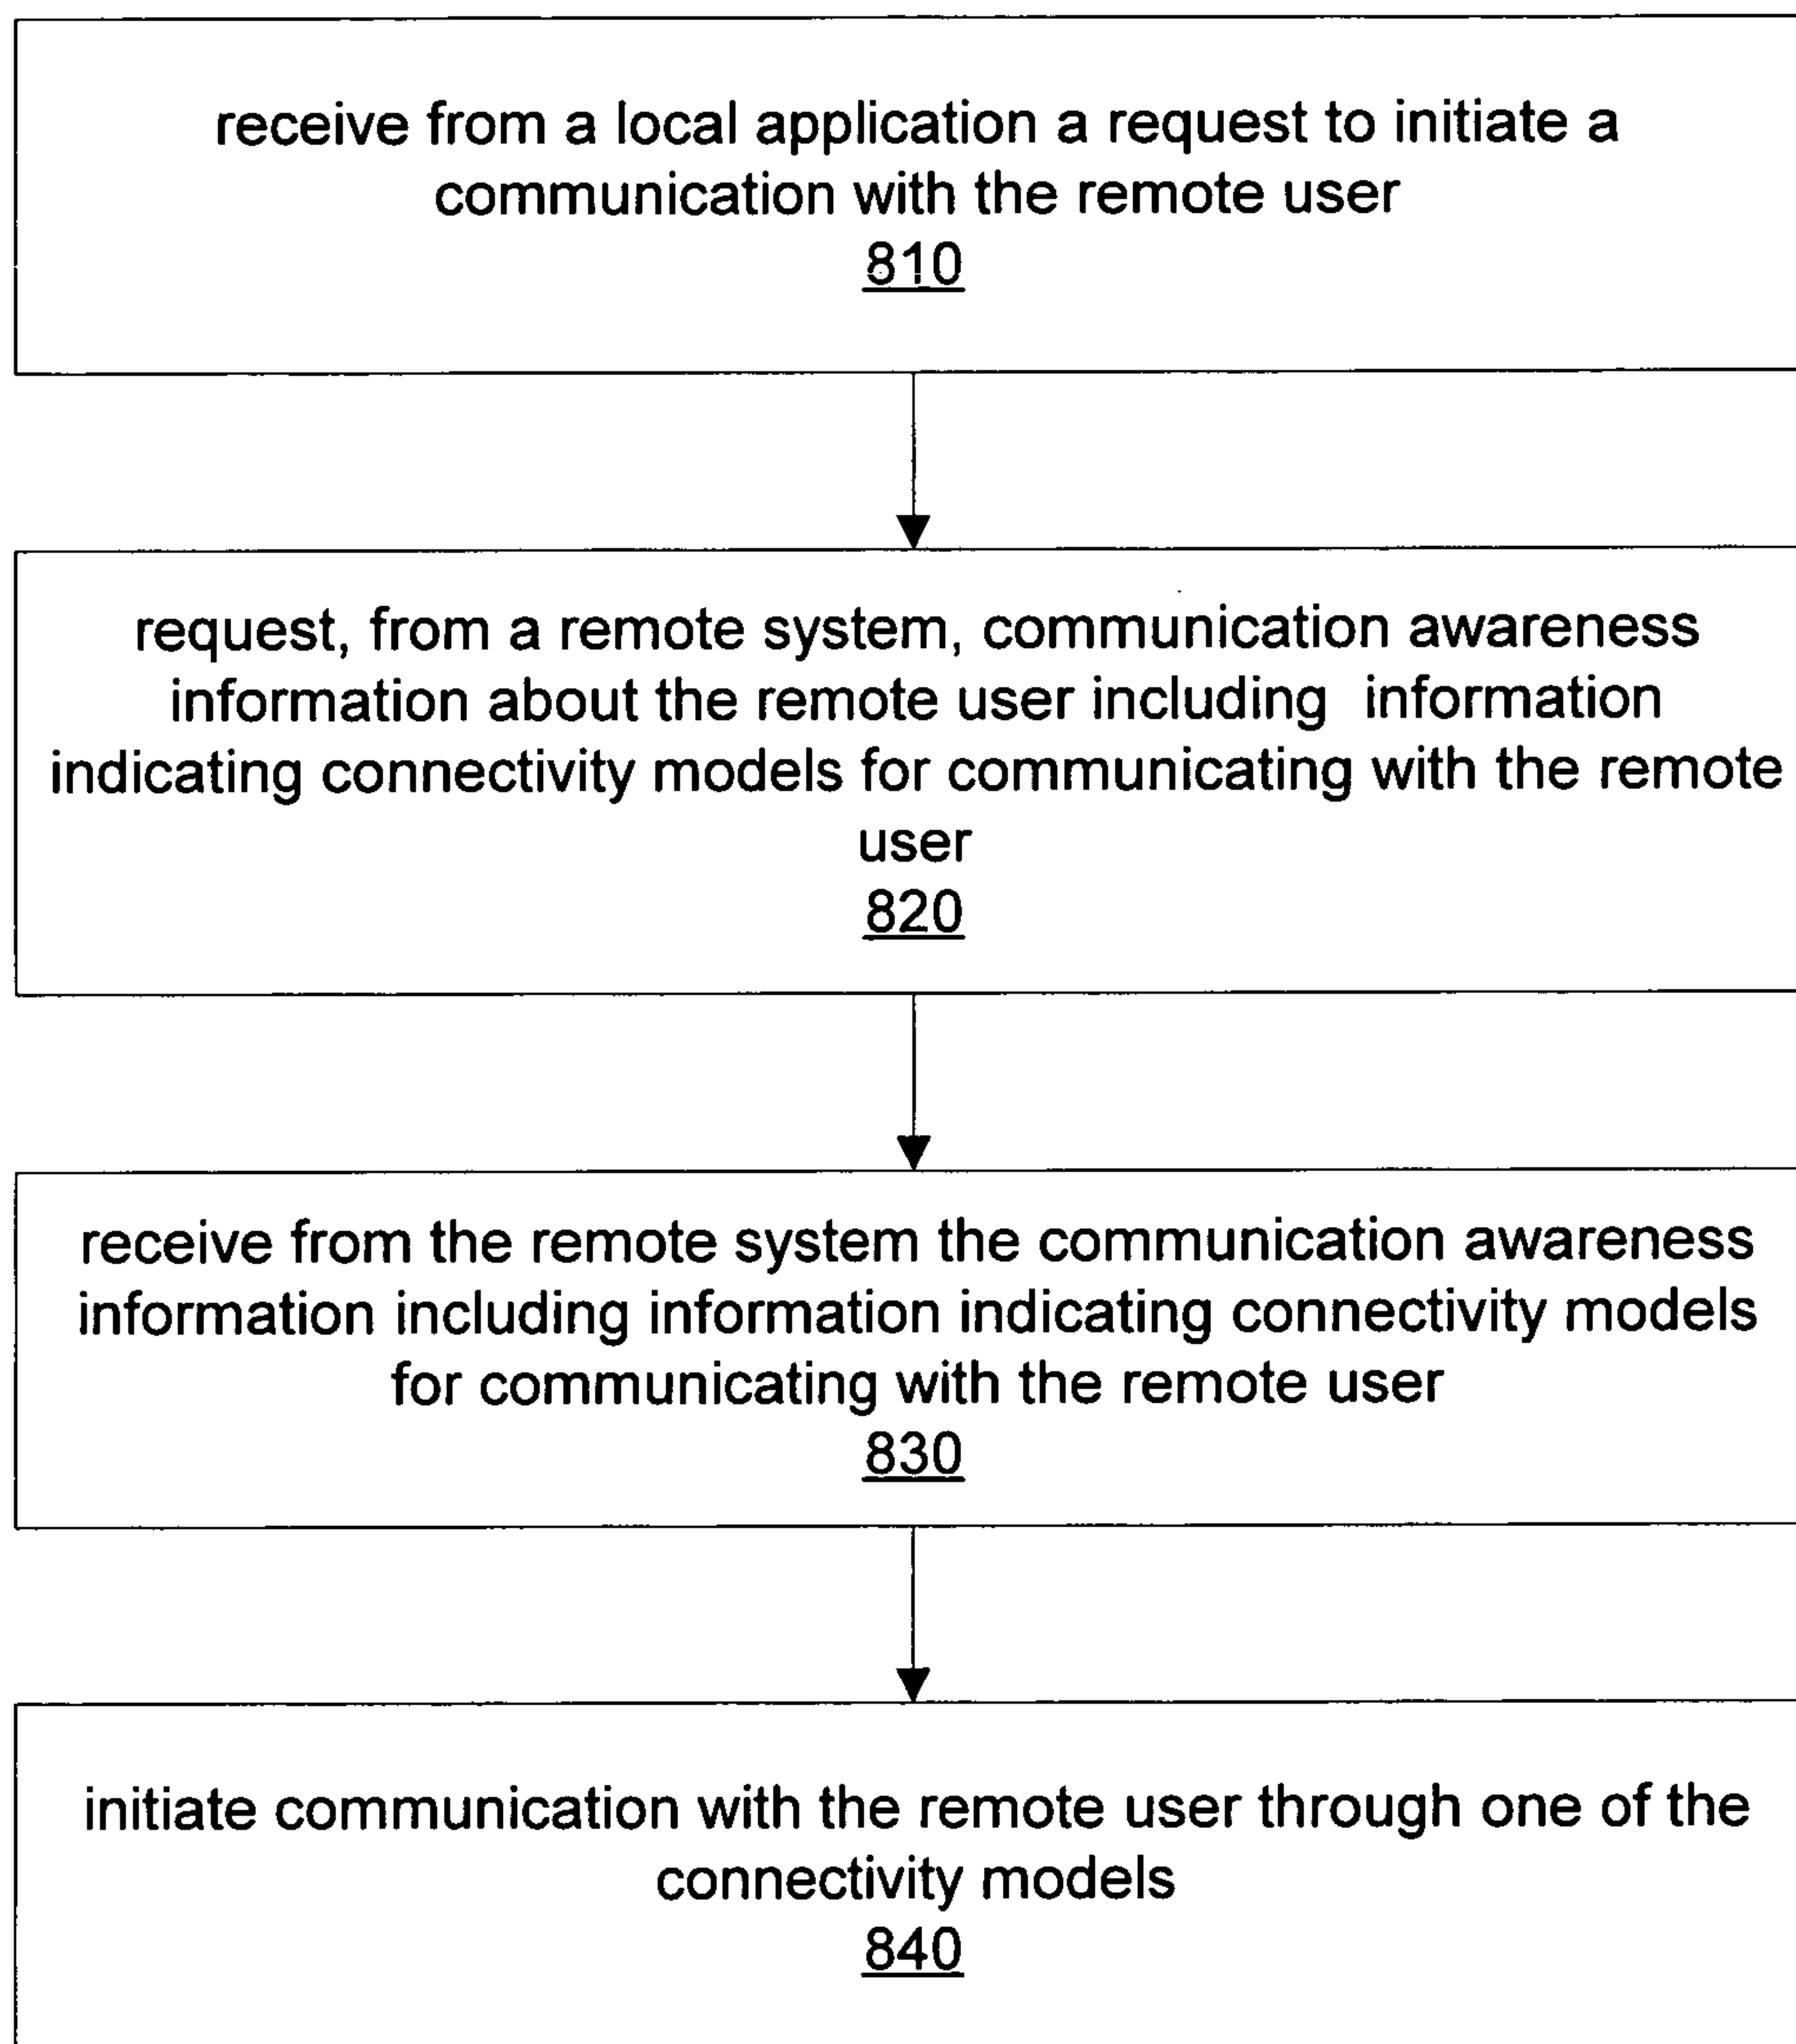 receive from a local application a request to initiate a
communication with the remote user
810
request, from a remote system, communication awareness
information about the remote user including information
indicating connectivity models for communicating with the remote
user
820
receive from the remote system the communication awareness
information including information indicating connectivity models
for communicating with the remote user
830
initiate communication with the remote user through one of the
connectivity models
840